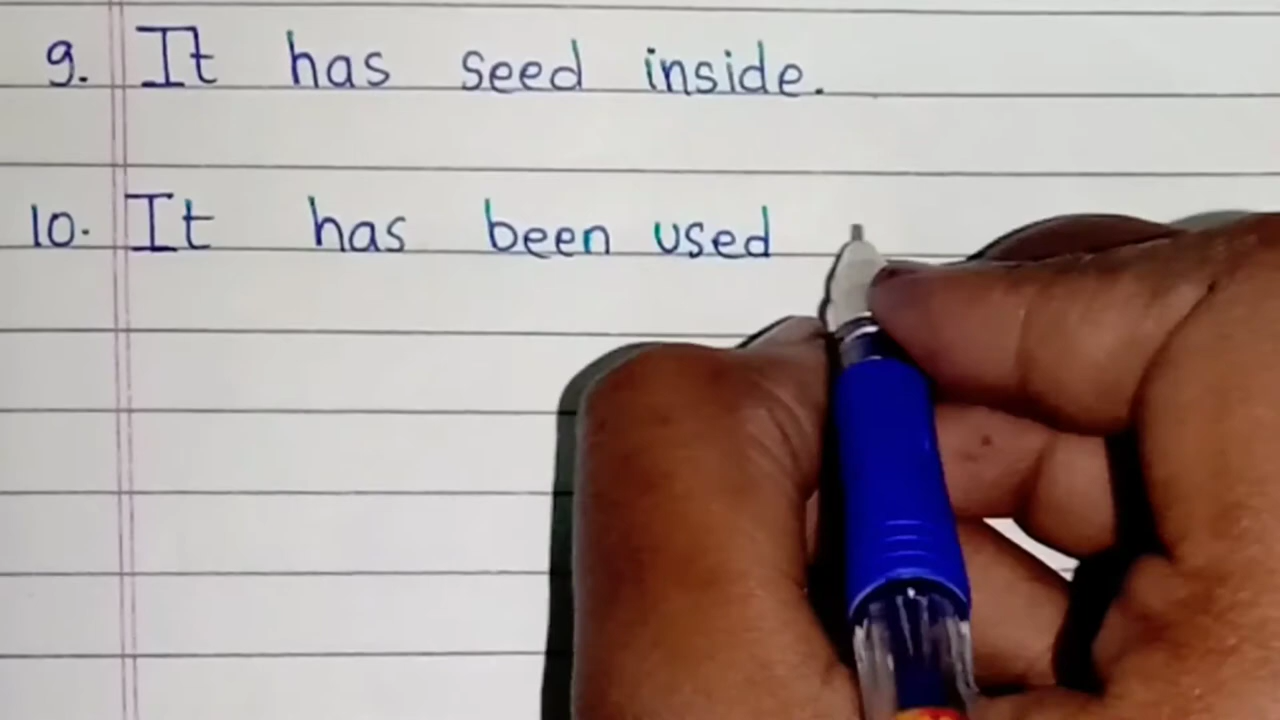 9. It has seed inside.
10. It has been used